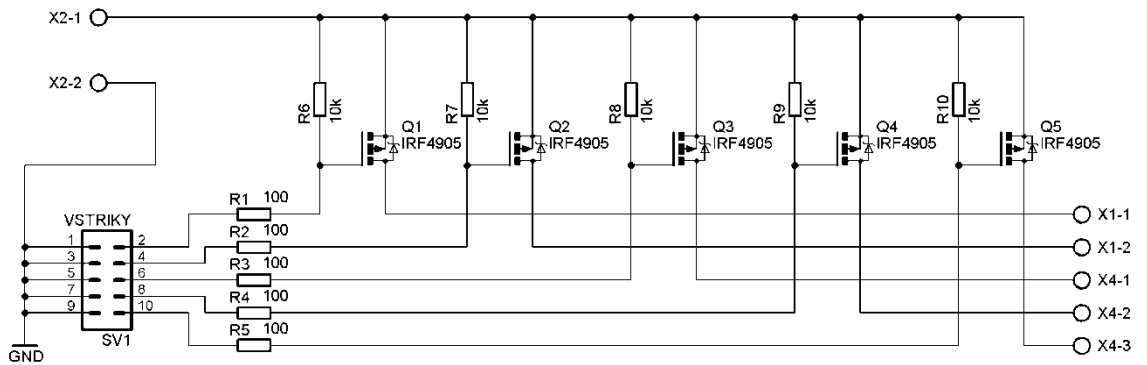 X2-1
X2-2
R6
10k
R7
10k
R8
10k
R9
10k
R10
10k
Q1
IRF4905
Q2
IRF4905
Q3
IRF4905
Q4
IRF4905
Q5
IRF4905
VSTRIKY
1 2
3 4
5 6
7 8
9 10
SV1
GND
R1 100
R2 100
R3 100
R4 100
R5 100
X1-1
X1-2
X4-1
X4-2
X4-3